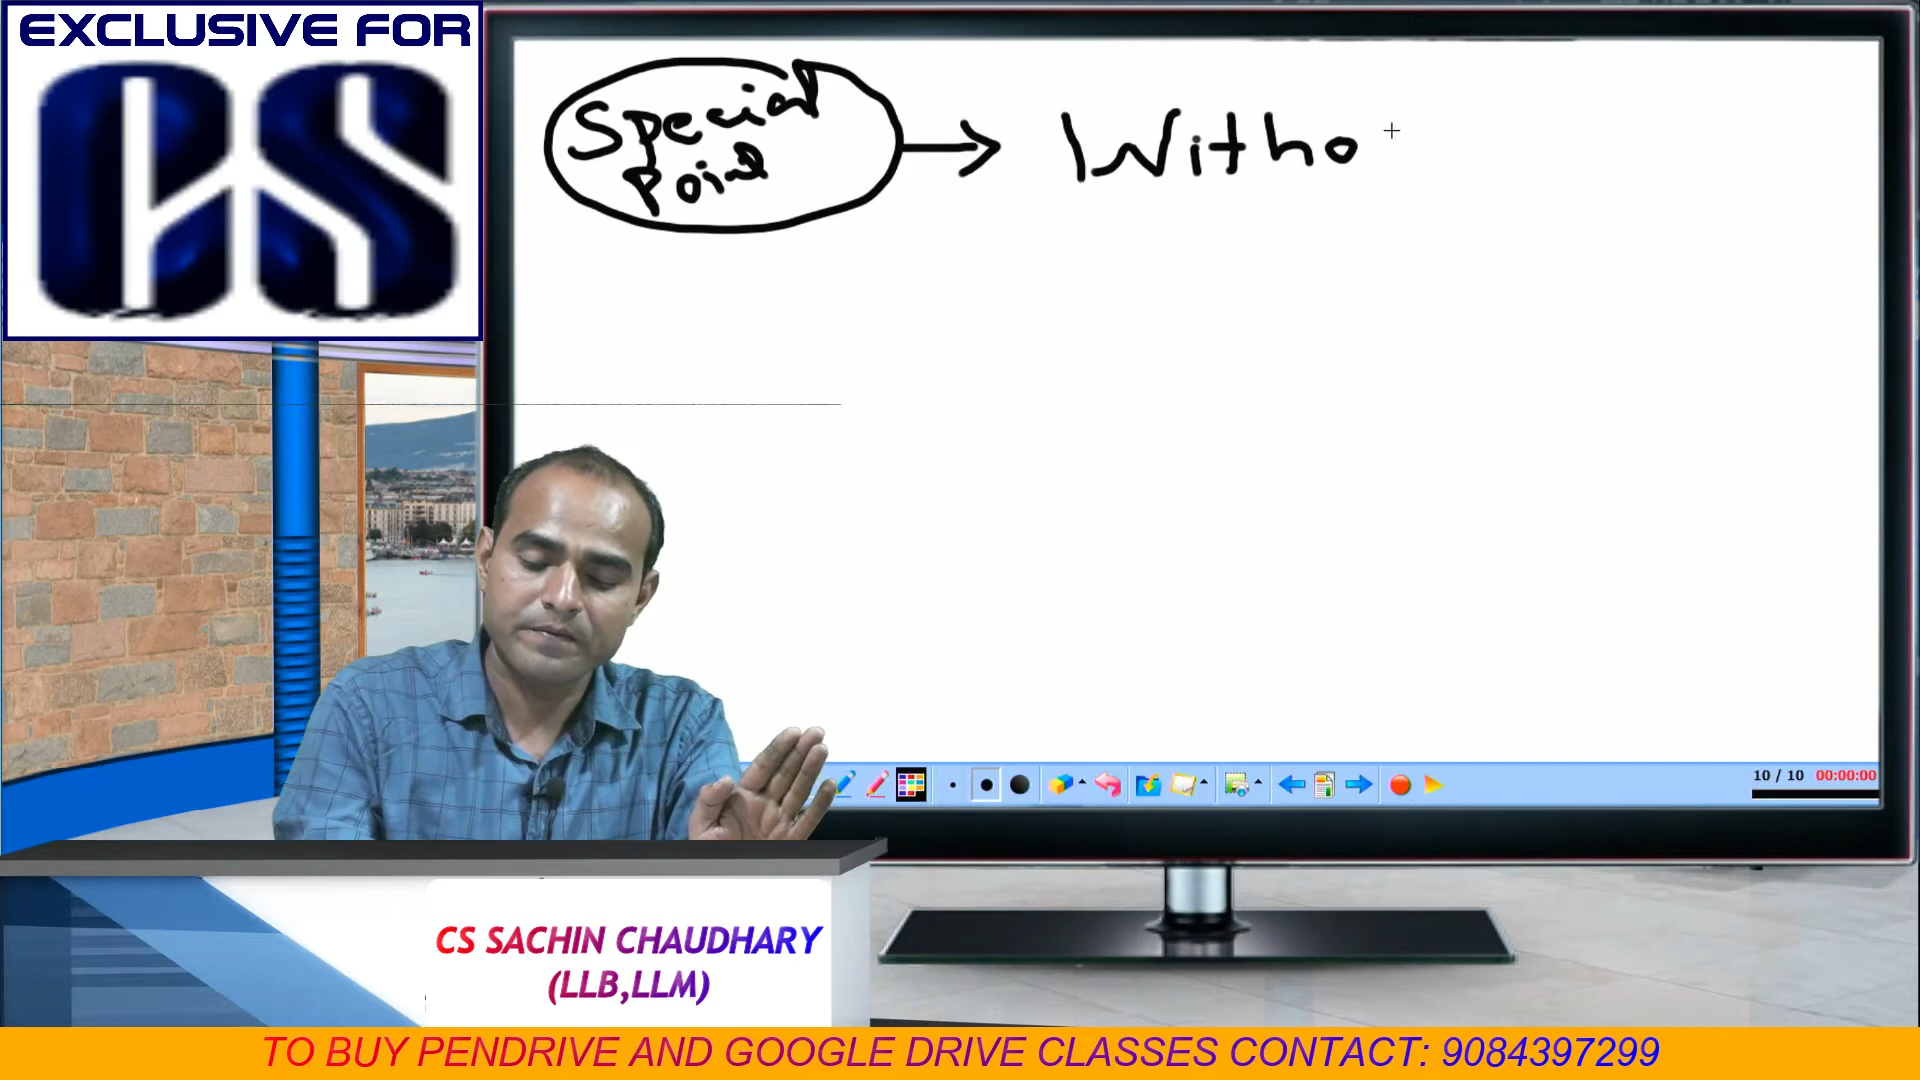 EXCLUSIVE FOR
CS
Special
Point
Witho
10 / 10 00:00:00
CS SACHIN CHAUDHARY
(LLB,LLM)
TO BUY PENDRIVE AND GOOGLE DRIVE CLASSES CONTACT: 9084397299